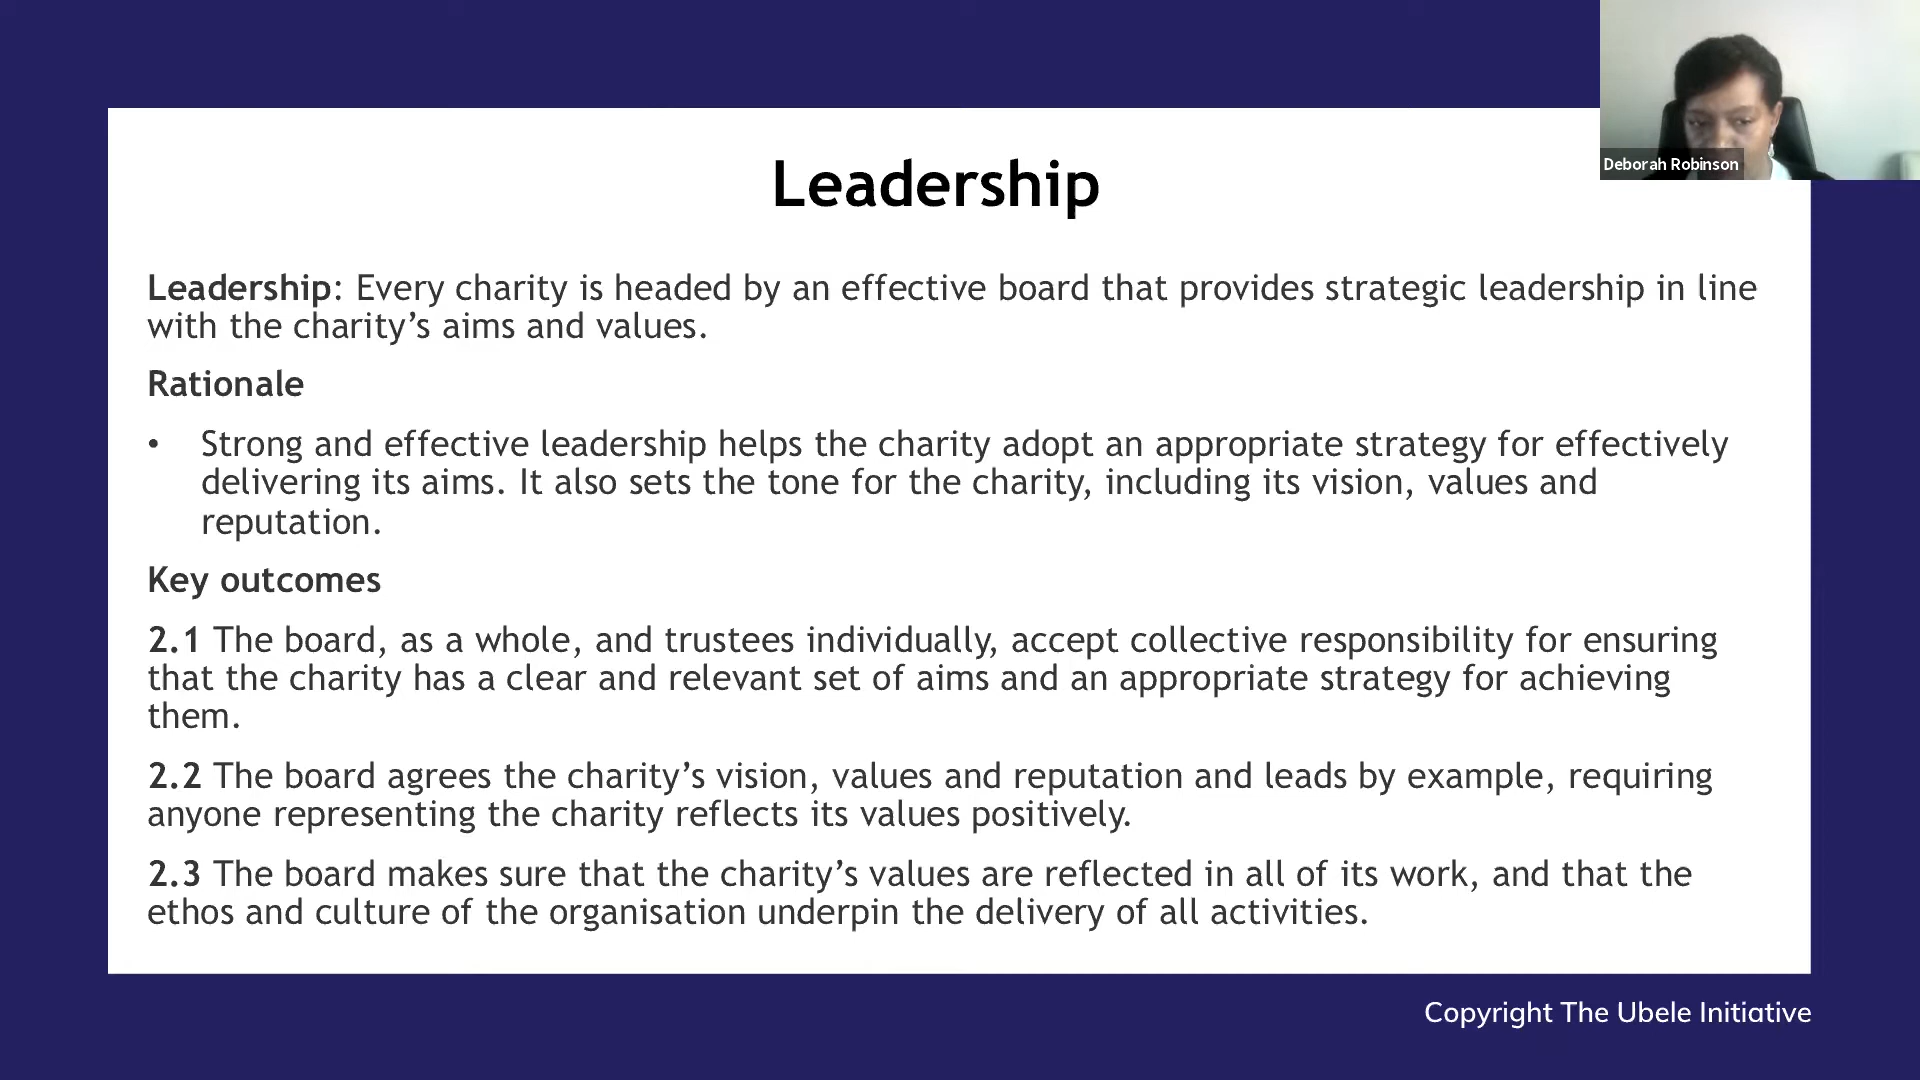 Deborah Robinson
Leadership
Leadership: Every charity is headed by an effective board that provides strategic leadership in line
with the charity’s aims and values.
Rationale
• Strong and effective leadership helps the charity adopt an appropriate strategy for effectively
delivering its aims. It also sets the tone for the charity, including its vision, values and
reputation.
Key outcomes
2.1 The board, as a whole, and trustees individually, accept collective responsibility for ensuring
that the charity has a clear and relevant set of aims and an appropriate strategy for achieving
them.
2.2 The board agrees the charity’s vision, values and reputation and leads by example, requiring
anyone representing the charity reflects its values positively.
2.3 The board makes sure that the charity’s values are reflected in all of its work, and that the
ethos and culture of the organisation underpin the delivery of all activities.
Copyright The Ubele Initiative